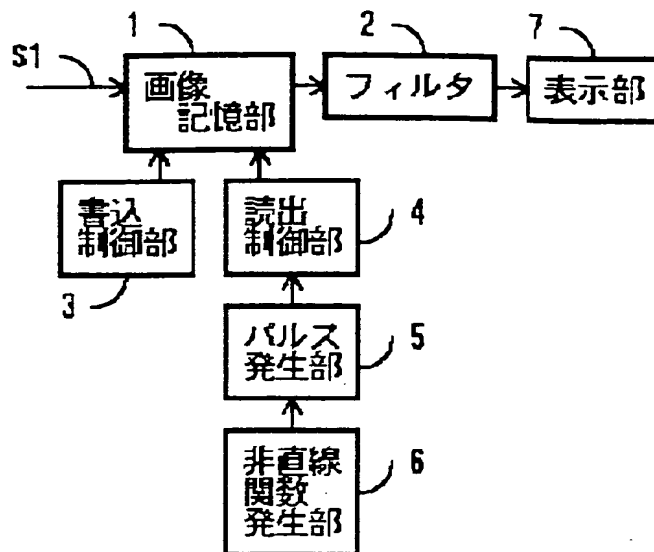 1
2
7
S1
画像
記憶部
フィルタ
表示部
書込
制御部
3
読出
制御部
4
パルス
発生部
5
非直線
関数
発生部
6